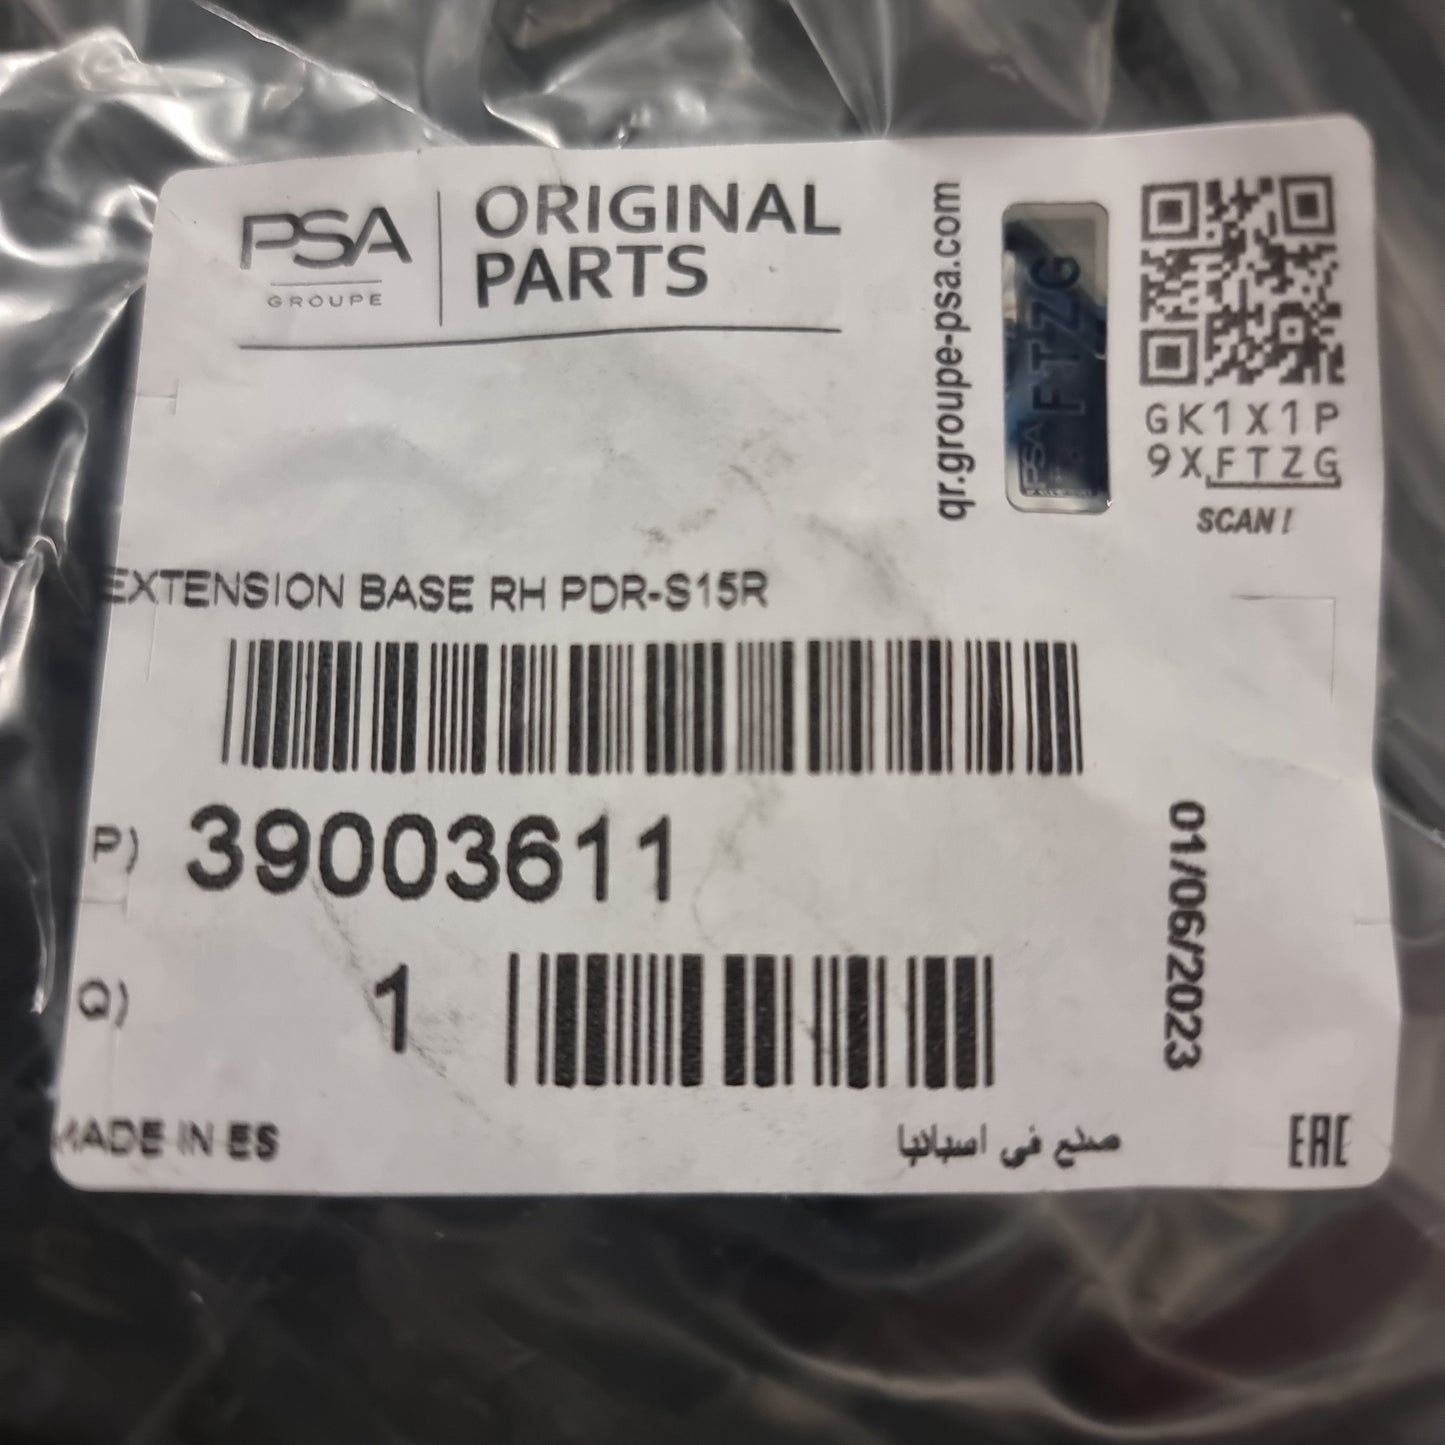 PSA
GROUPE
ORIGINAL
PARTS
qr.groupe-psa.com
PSA
FTZG
GK1X1P
9XFTZG
SCAN!
EXTENSION BASE RH PDR-S15R
P) 39003611
01/06/2023
Q) 1
MADE IN ES
صنع في اسبانيا
EAC